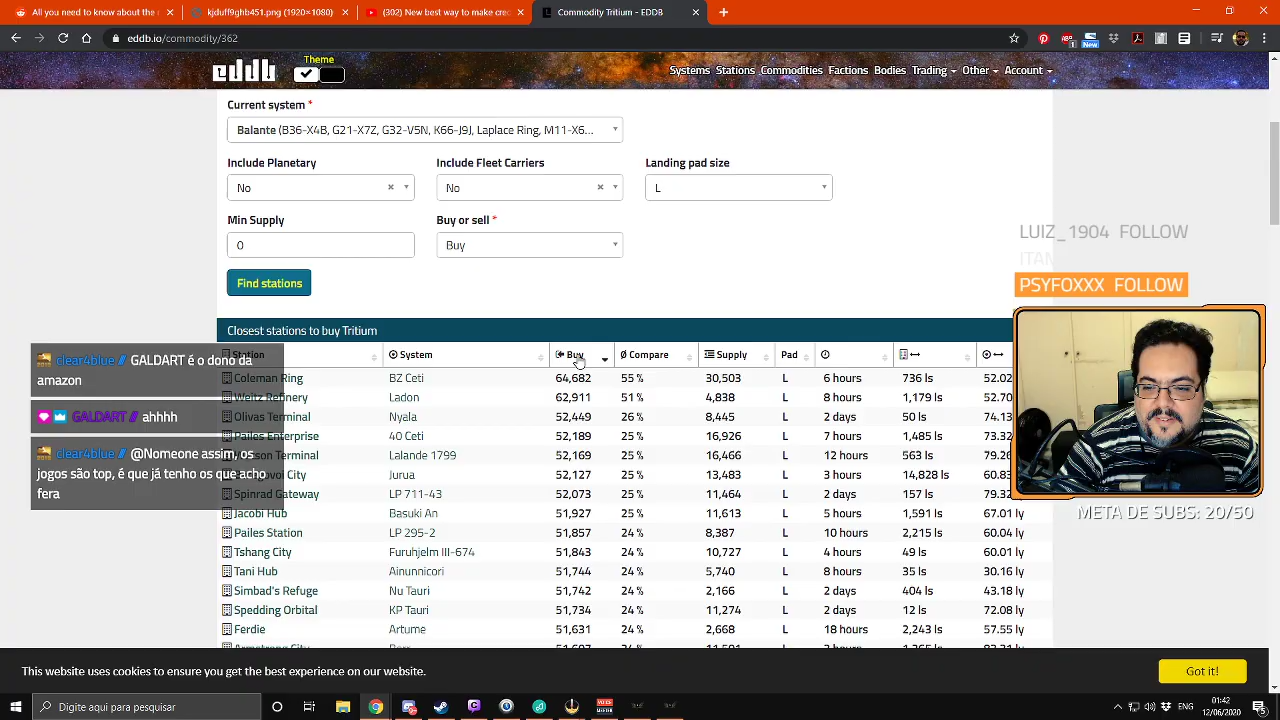 All you need to know about the
kjduff9ghb451.png (1920×1080)
(302) New best way to make crec
Commodity Tritium - EDDB
eddb.io/commodity/362
New
eddb
Theme
Systems Stations Commodities Factions Bodies Trading Other Account
Current system *
Balante (B36-X4B, G21-X7Z, G32-V5N, K66-J9J, Laplace Ring, M11-X6...
Include Planetary Include Fleet Carriers Landing pad size
No No L
Min Supply Buy or sell *
0 Buy
Find stations
LUIZ_1904 FOLLOW
PSYFOXXX FOLLOW
META DE SUBS: 20/50
Closest stations to buy Tritium
Station System Buy Ø Compare Supply Pad
Coleman Ring BZ Ceti 64,682 55 % 30,503 L 6 hours 736 ls 52.02
Weitz Refinery Ladon 62,911 51 % 4,838 L 8 hours 1,179 ls 52.70
Olivas Terminal Nyala 52,449 26 % 8,445 L 2 days 50 ls 74.13
Pailes Enterprise 40 Ceti 52,189 25 % 16,926 L 7 hours 1,485 ls 73.32
Terminal Lalande 1799 52,169 25 % 16,466 L 12 hours 563 ls
City Jurua 52,127 25 % 13,483 L 3 hours 14,828 ls
Spinrad Gateway LP 711-43 52,073 25 % 11,464 L 2 days 157 ls
Jacobi Hub Basuki An 51,927 24 % 11,613 L 5 hours 1,591 ls 67.01 ly
Pailes Station LP 295-2 51,857 24 % 8,387 L 10 hours 2,215 ls 60.04 ly
Tshang City Furuhjelm III-674 51,843 24 % 10,727 L 4 hours 49 ls 60.01 ly
Tani Hub Ainunnicori 51,744 24 % 5,740 L 8 hours 35 ls 30.16 ly
Simbad's Refuge Nu Tauri 51,742 24 % 2,166 L 2 days 404 ls 43.18 ly
Spedding Orbital KP Tauri 51,734 24 % 11,274 L 2 days 12 ls 72.08 ly
Ferdie Artume 51,631 24 % 2,668 L 18 hours 2,243 ls 57.55 ly
clear4blue // GALDART é o dono da
amazon
GALDART // ahhhh
clear4blue // @Nomeone assim, os
jogos são top, é que já tenho os que acho
fera
This website uses cookies to ensure you get the best experience on our website.
Got it!
Digite aqui para pesquisar
ENG
01:42
12/06/2020